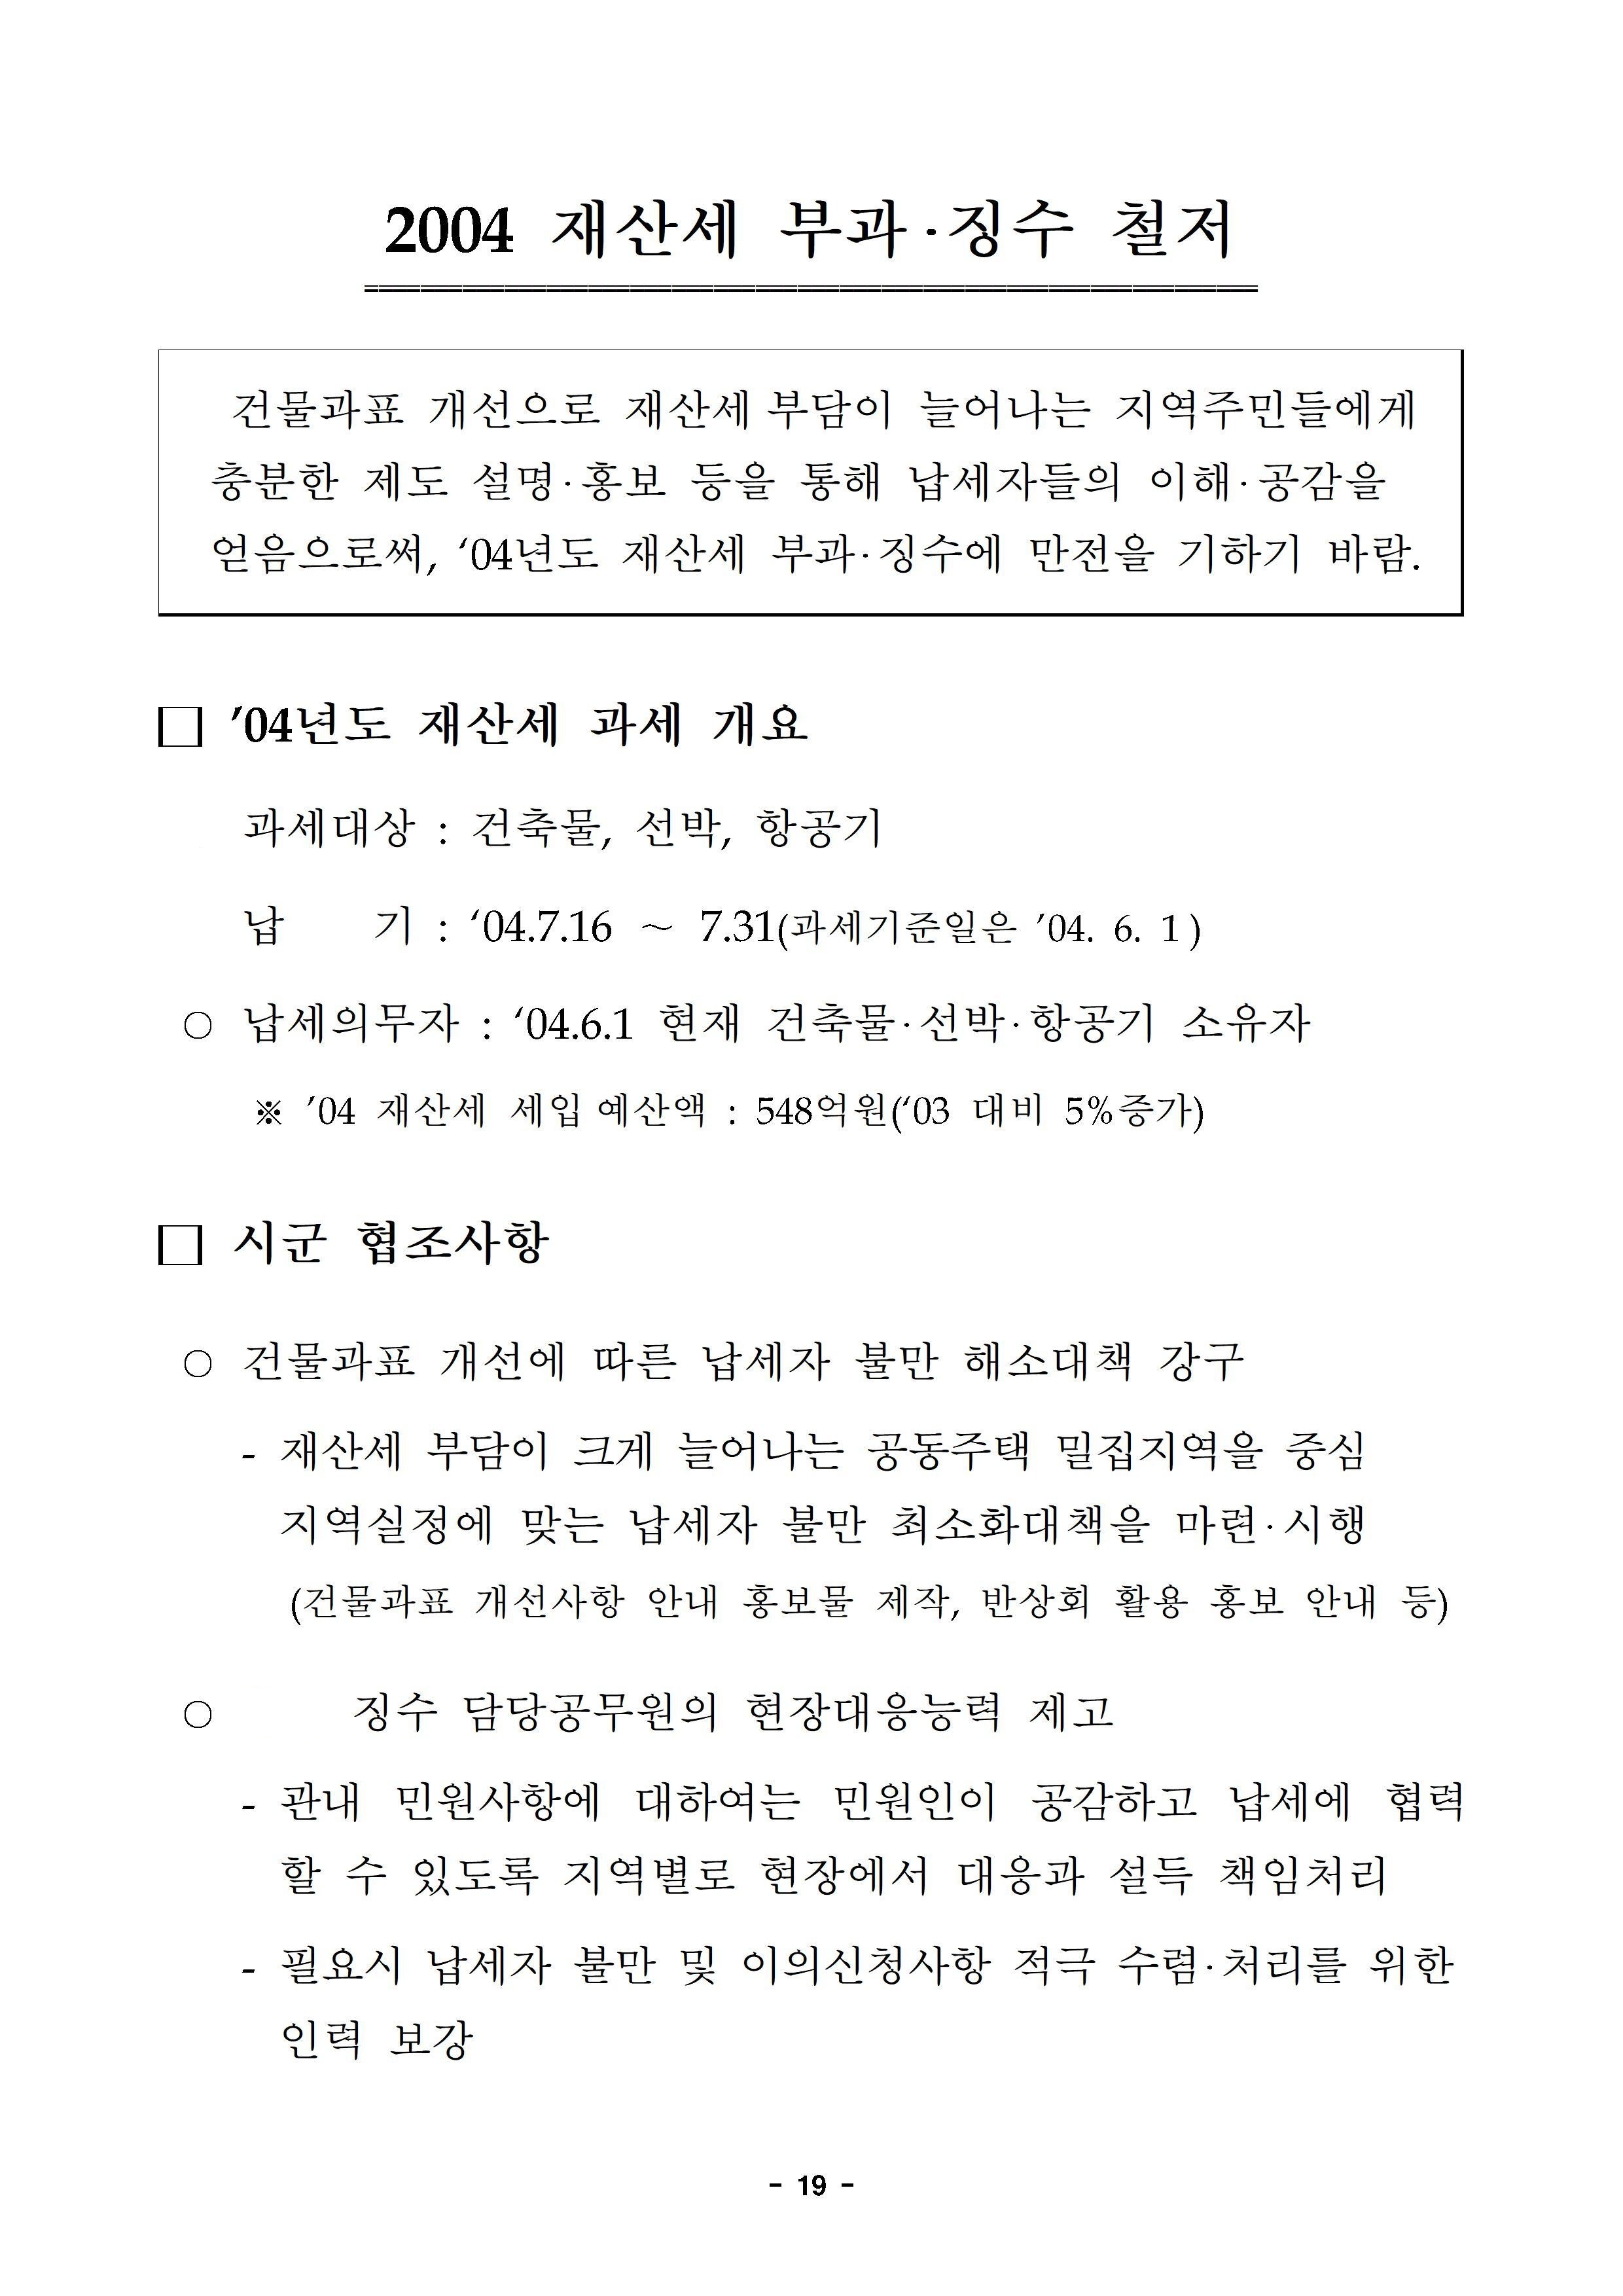 2004 재산세 부과·징수 철저
건물과표 개선으로 재산세 부담이 늘어나는 지역주민들에게
충분한 제도 설명·홍보 등을 통해 납세자들의 이해·공감을
얻음으로써, ‘04년도 재산세 부과·징수에 만전을 기하기 바람.
□ ’04년도 재산세 과세 개요
과세대상 : 건축물, 선박, 항공기
납 기 : ‘04.7.16 ~ 7.31(과세기준일은 ’04. 6. 1)
○ 납세의무자 : ‘04.6.1 현재 건축물·선박·항공기 소유자
※ ’04 재산세 세입 예산액 : 548억원(‘03 대비 5%증가)
□ 시군 협조사항
○ 건물과표 개선에 따른 납세자 불만 해소대책 강구
- 재산세 부담이 크게 늘어나는 공동주택 밀집지역을 중심
지역실정에 맞는 납세자 불만 최소화대책을 마련·시행
(건물과표 개선사항 안내 홍보물 제작, 반상회 활용 홍보 안내 등)
○ 징수 담당공무원의 현장대응능력 제고
- 관내 민원사항에 대하여는 민원인이 공감하고 납세에 협력
할 수 있도록 지역별로 현장에서 대응과 설득 책임처리
- 필요시 납세자 불만 및 이의신청사항 적극 수렴·처리를 위한
인력 보강
- 19 -